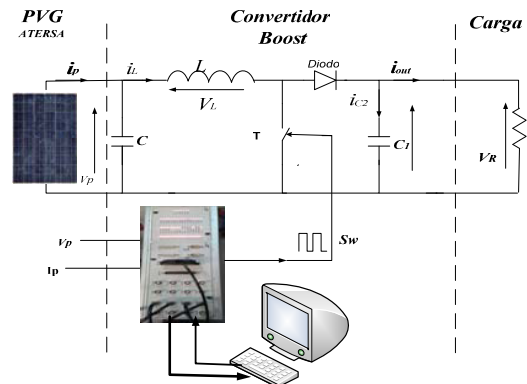 PVG
ATERSA
Convertidor
Boost
Carga
ip
iL
L
Diodo
iout
VL
iC2
Vp
C
T
C1
VR
Vp
Ip
Sw